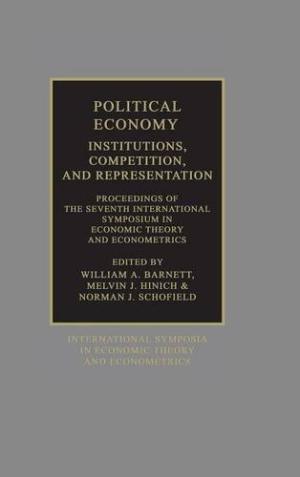 POLITICAL
ECONOMY
INSTITUTIONS,
COMPETITION,
AND REPRESENTATION
PROCEEDINGS OF
THE SEVENTH INTERNATIONAL
SYMPOSIUM IN
ECONOMIC THEORY
AND ECONOMETRICS
EDITED BY
WILLIAM A. BARNETT,
MELVIN J. HINICH
& NORMAN J. SCHOFIELD
INTERNATIONAL SYMPOSIA
IN ECONOMIC THEORY
AND ECONOMETRICS